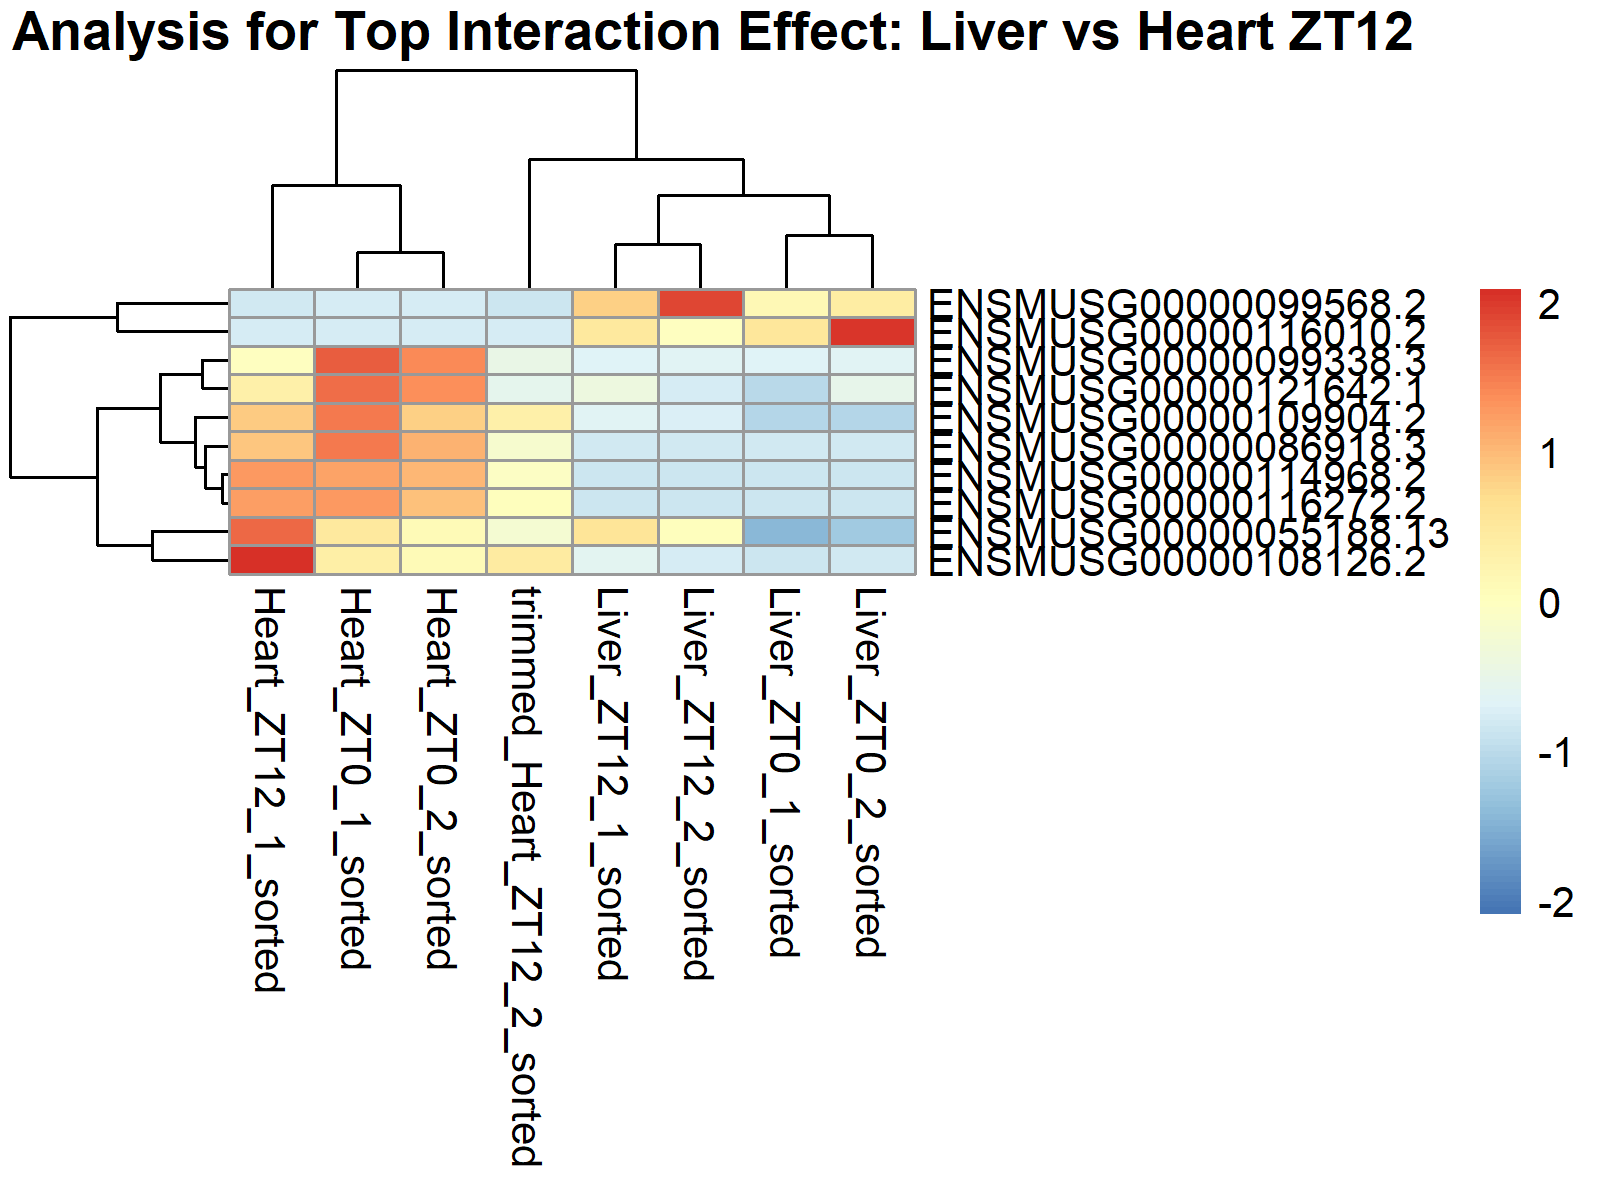 Analysis for Top Interaction Effect: Liver vs Heart ZT12
ENSMUSG00000099568.2
ENSMUSG00000116010.2
ENSMUSG00000099338.3
ENSMUSG00000121642.1
ENSMUSG00000109904.2
ENSMUSG00000086918.3
ENSMUSG00000114968.2
ENSMUSG00000116272.2
ENSMUSG00000055188.13
ENSMUSG00000108126.2
2
1
0
-1
-2
Heart_ZT12_1_sorted
Heart_ZT0_1_sorted
Heart_ZT0_2_sorted
trimmed_Heart_ZT12_2_sorted
Liver_ZT12_1_sorted
Liver_ZT12_2_sorted
Liver_ZT0_1_sorted
Liver_ZT0_2_sorted